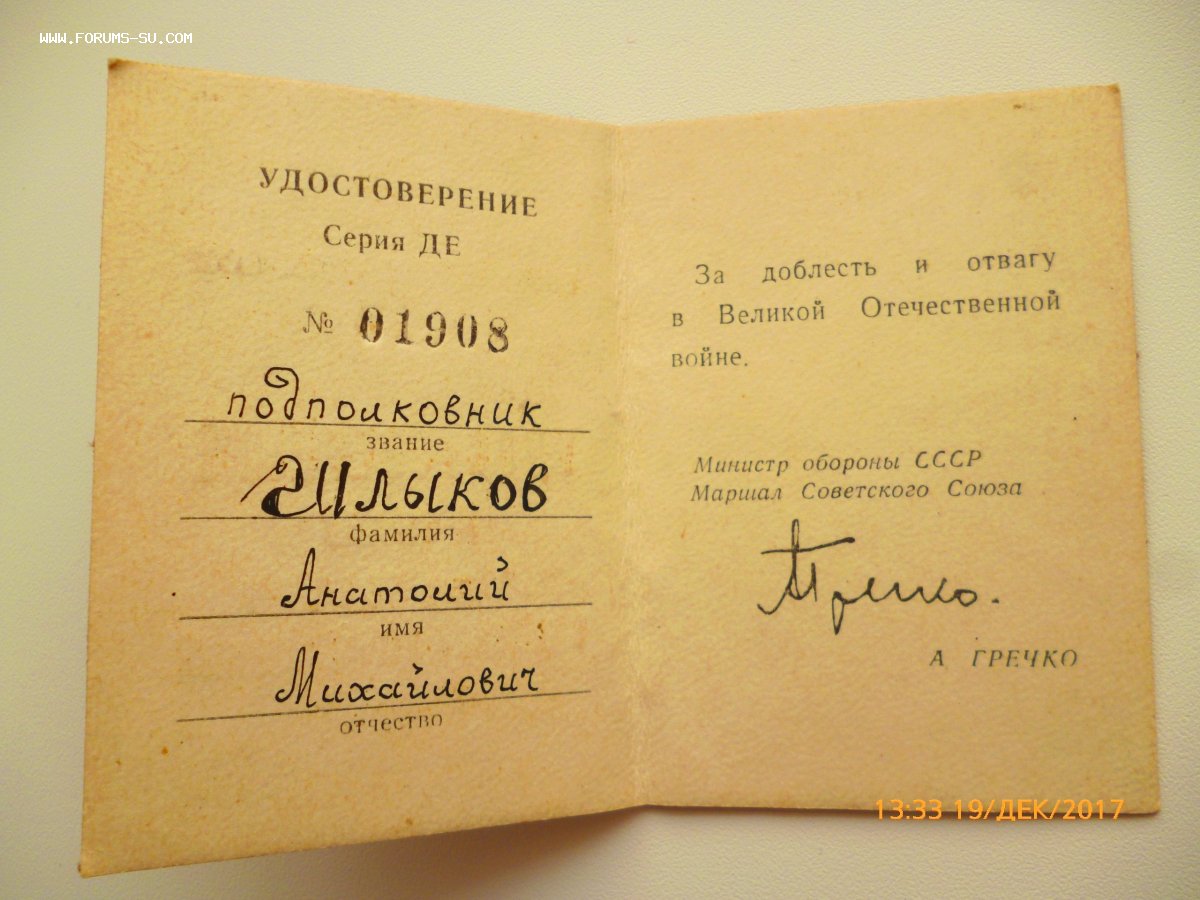 WWW.FORUMS-SU.COM
УДОСТОВЕРЕНИЕ
Серия ДЕ
№ 01908
подполковник
звание
Шлыков
фамилия
Анатолий
имя
Михайлович
отчество
За доблесть и отвагу
в Великой Отечественной
войне.
Министр обороны СССР
Маршал Советского Союза
АГречко.
А ГРЕЧКО
13:33 19/ДЕК/2017